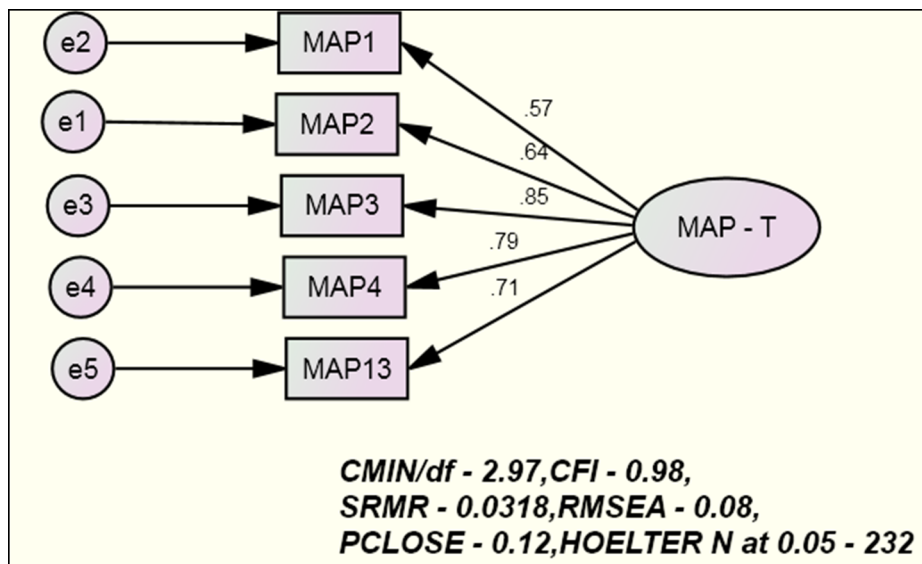 e2
MAP1
.57
e1
MAP2
.64
e3
MAP3
.85
MAP - T
e4
MAP4
.79
e5
MAP13
.71
CMIN/df - 2.97,CFI - 0.98,
SRMR - 0.0318,RMSEA - 0.08,
PCLOSE - 0.12,HOELTER N at 0.05 - 232